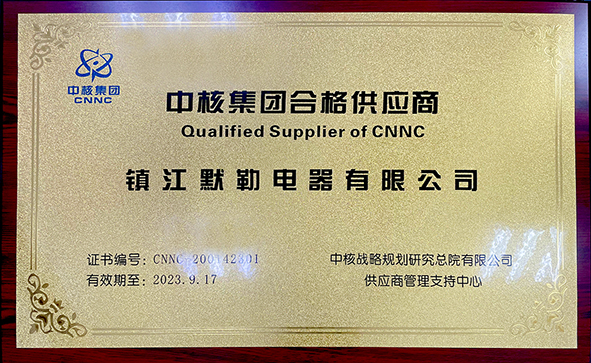 中核集团
CNNC
中核集团合格供应商
Qualified Supplier of CNNC
镇江默勒电器有限公司
证书编号: CNNC-200142301
有效期至: 2023.9.17
中核战略规划研究总院有限公司
供应商管理支持中心